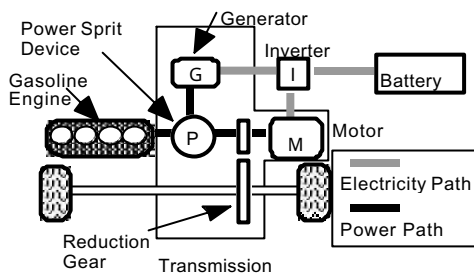 Generator
Power Sprit
Device
Inverter
Gasoline
Engine
G
I
Battery
P
M
Motor
Electricity Path
Power Path
Reduction
Gear
Transmission